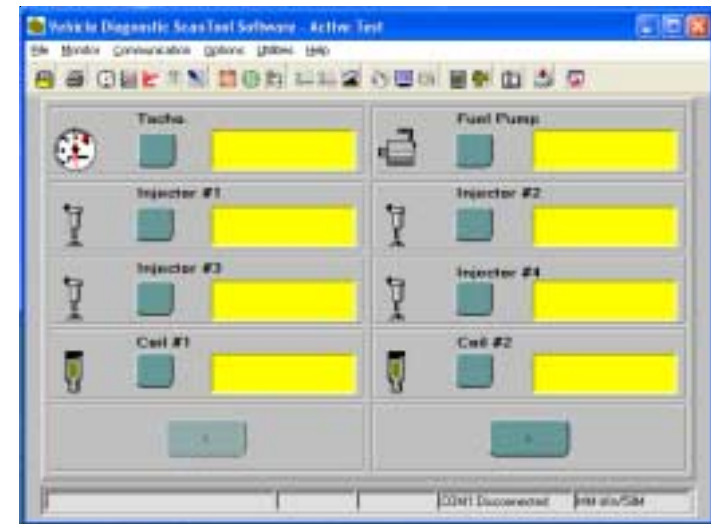 Vehicle Diagnostic ScanTool Software - Active Test
File Monitor Communication Options Utilities Help
Tacho Fuel Pump
Injector #1 Injector #2
Injector #3 Injector #4
Coil #1 Coil #2
COM1 Disconnected